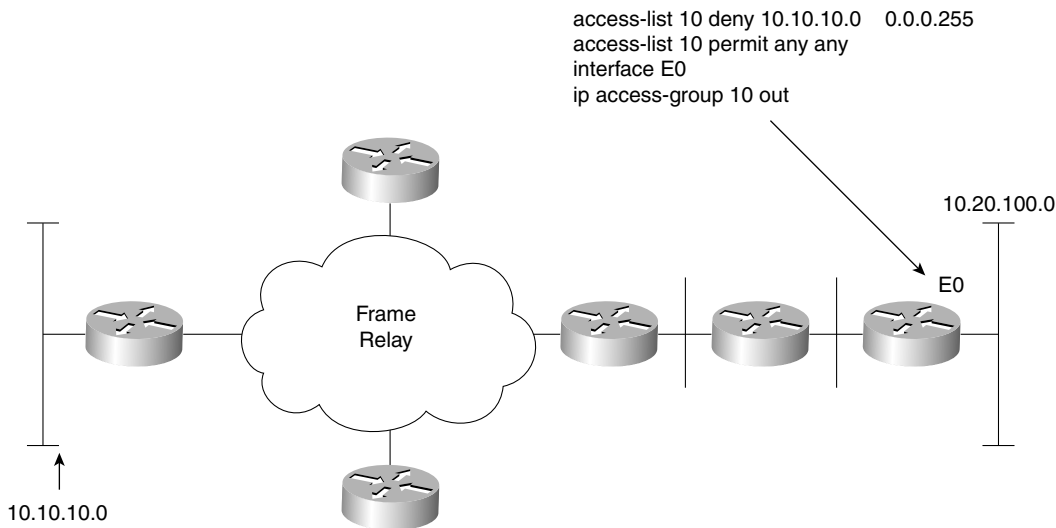 access-list 10 deny 10.10.10.0 0.0.0.255
access-list 10 permit any any
interface E0
ip access-group 10 out
10.20.100.0
E0
Frame
Relay
10.10.10.0